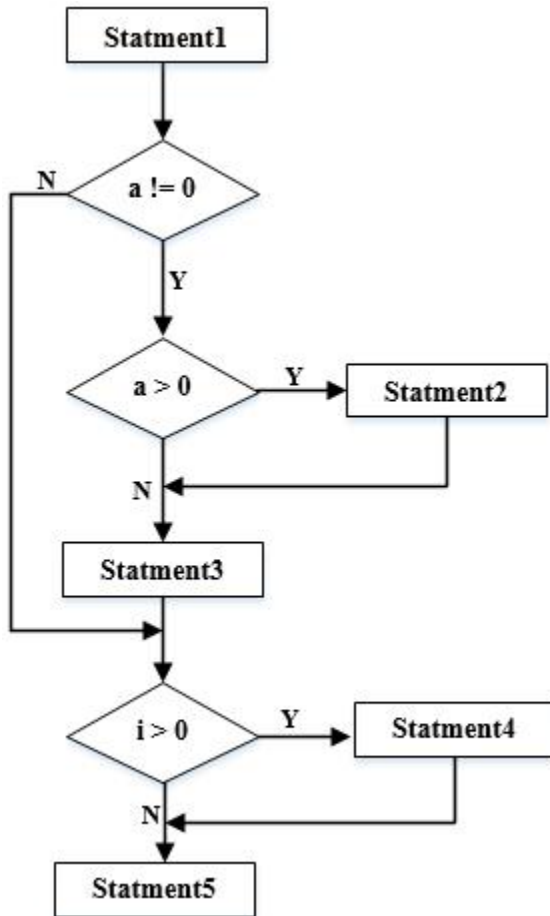 Statment1
N
a != 0
Y
a > 0
Y
Statment2
N
Statment3
i > 0
Y
Statment4
N
Statment5